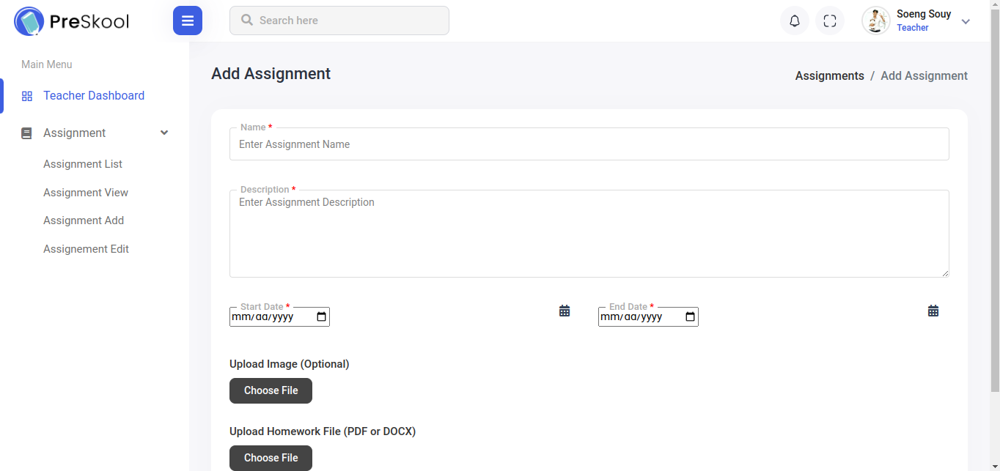 PreSkool
Search here
Soeng Souy
Teacher
Main Menu
Teacher Dashboard
Assignment
Assignment List
Assignment View
Assignment Add
Assignement Edit
Add Assignment
Assignments / Add Assignment
Name *
Enter Assignment Name
Description *
Enter Assignment Description
Start Date *
mm/dd/yyyy
End Date *
mm/dd/yyyy
Upload Image (Optional)
Choose File
Upload Homework File (PDF or DOCX)
Choose File